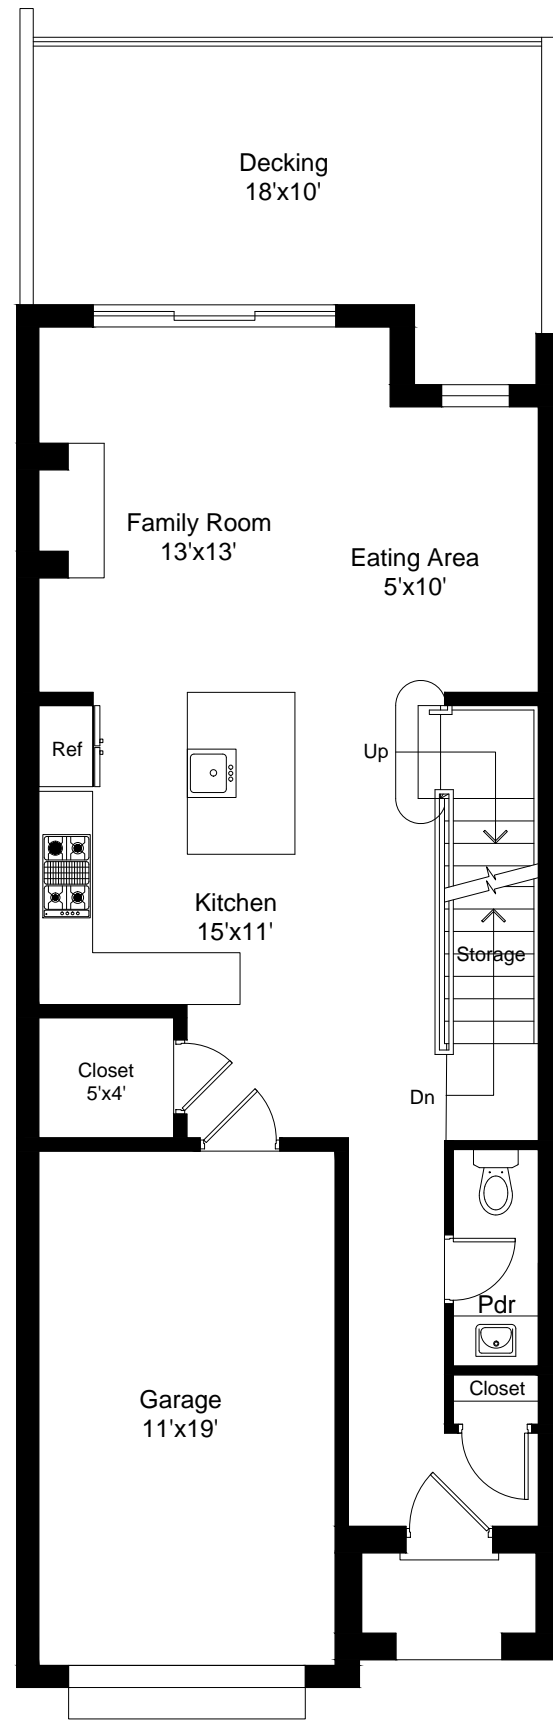 Decking
18'x10'
Family Room
13'x13'
Eating Area
5'x10'
Ref
Up
Kitchen
15'x11'
Storage
Closet
5'x4'
Dn
Pdr
Closet
Garage
11'x19'